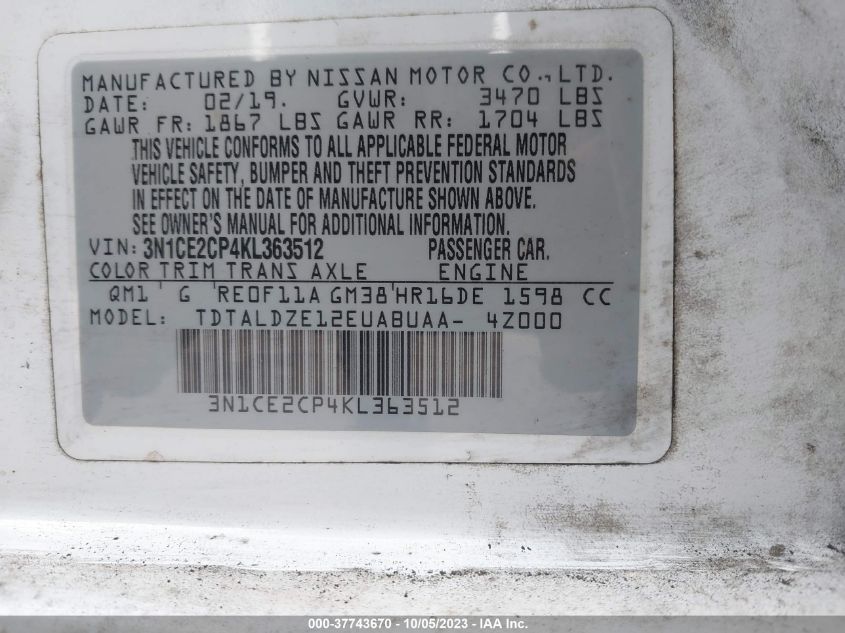 MANUFACTURED BY NISSAN MOTOR CO., LTD.
DATE: 02/19. GVWR: 3470 LBS
GAWR FR: 1867 LBS GAWR RR: 1704 LBS
THIS VEHICLE CONFORMS TO ALL APPLICABLE FEDERAL MOTOR
VEHICLE SAFETY, BUMPER AND THEFT PREVENTION STANDARDS
IN EFFECT ON THE DATE OF MANUFACTURE SHOWN ABOVE.
SEE OWNER'S MANUAL FOR ADDITIONAL INFORMATION.
VIN: 3N1CE2CP4KL363512 PASSENGER CAR.
COLOR TRIM TRANS AXLE ENGINE
QM1 G RE0F11A GM38 HR16DE 1598 CC
MODEL: TDTALDZE12EUABUAA- 4Z000
3N1CE2CP4KL363512
000-37743670 - 10/05/2023 - IAA Inc.